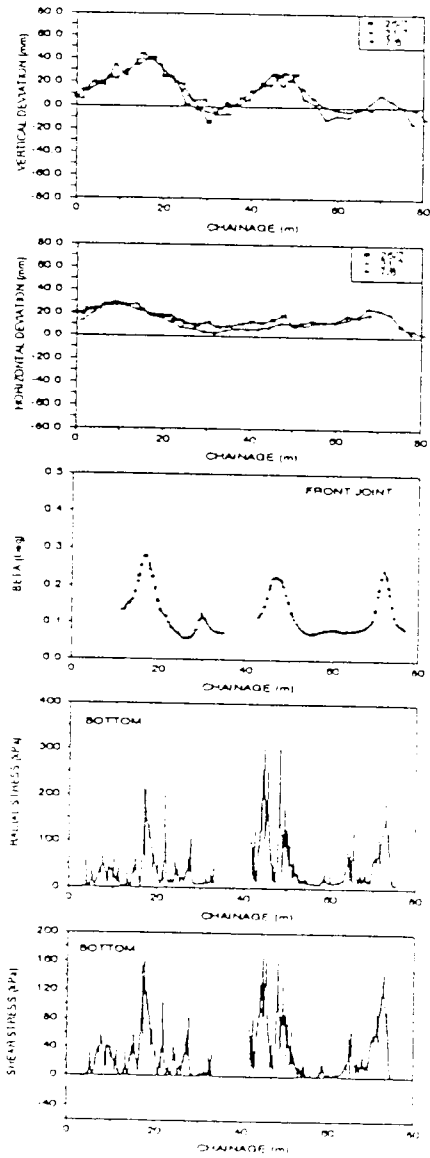 80.0
60.0
40.0
20.0
0.0
-20.0
-40.0
-60.0
-80.0
VERTICAL DEVIATION (mm)
0 20 40 60 80
CHAINAGE (m)
80.0
60.0
40.0
20.0
0.0
-20.0
-40.0
-60.0
-80.0
HORIZONTAL DEVIATION (mm)
0 20 40 60 80
CHAINAGE (m)
0.5
0.4
0.3
0.2
0.1
0.0
BETA (deg)
FRONT JOINT
0 20 40 60 80
CHAINAGE (m)
400
300
200
100
0
RADIAL STRESS (kPa)
BOTTOM
0 20 40 60 80
CHAINAGE (m)
200
160
120
80
40
0
-40
SHEAR STRESS (kPa)
BOTTOM
0 20 40 60 80
CHAINAGE (m)